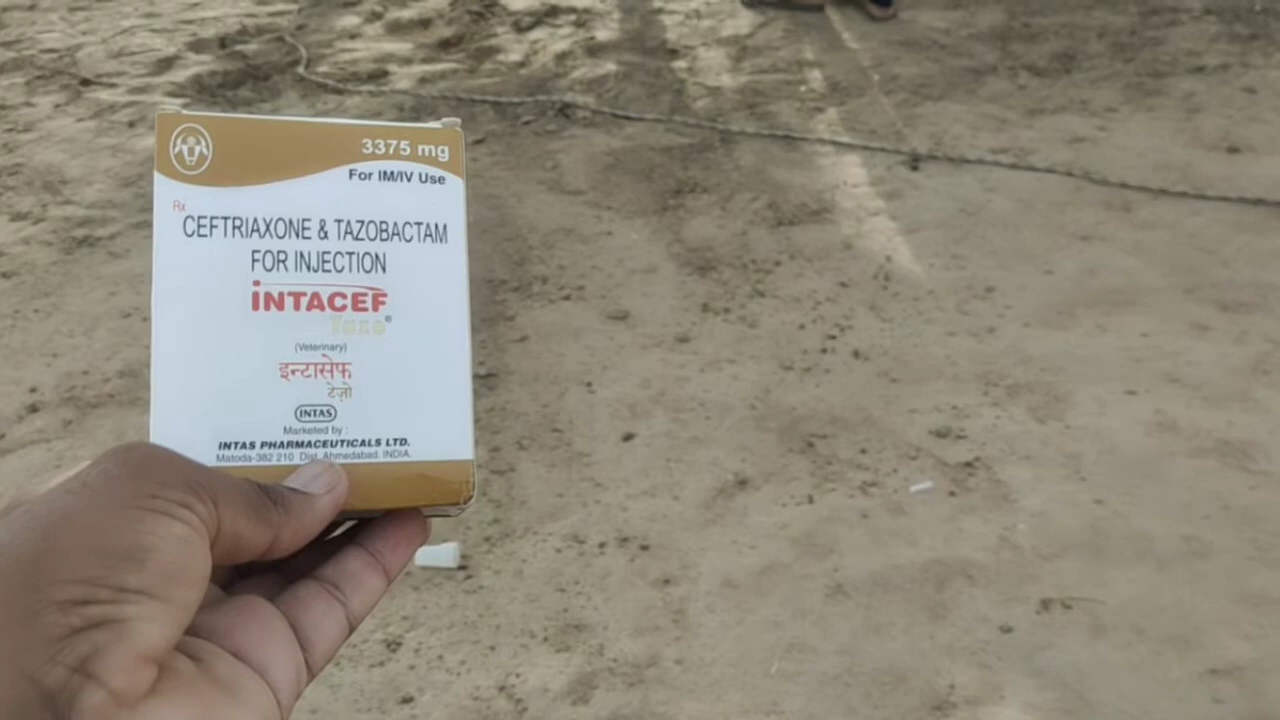 3375 mg
For IM/IV Use
Rx
CEFTRIAXONE & TAZOBACTAM
FOR INJECTION
INTACEF
Tazo®
(Veterinary)
इन्टासेफ
टेज़ो
INTAS
Marketed by :
INTAS PHARMACEUTICALS LTD.
Matoda-382 210 Dist. Ahmedabad. INDIA.